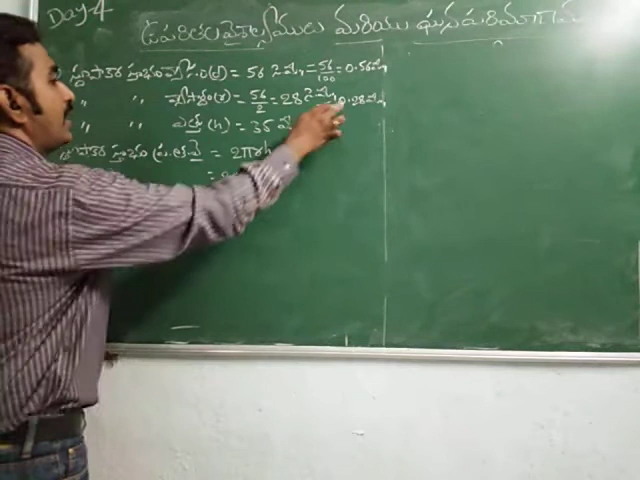 Day-4
ఉపరితల వైశాల్యములు మరియు ఘనపరిమాణము
స్థూపాకార స్తంభం వ్యాసం (d) = 56 సెం.మీ = 56/100 = 0.56 మీ
" " వ్యాసార్థం (r) = 56/2 = 28 సెం.మీ = 0.28 మీ
" " ఎత్తు (h) = 35
స్తంభం = 2πrh
=